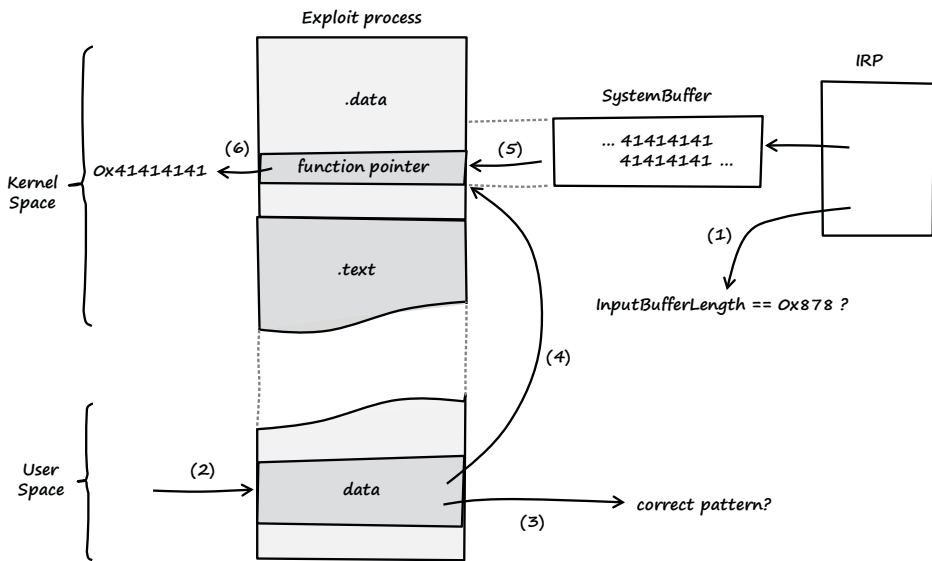 Exploit process
IRP
.data
SystemBuffer
... 41414141
41414141 ...
(6)
(5)
0x41414141
function pointer
Kernel
Space
(1)
.text
InputBufferLength == 0x878 ?
(4)
User
Space
(2)
data
(3)
correct pattern?